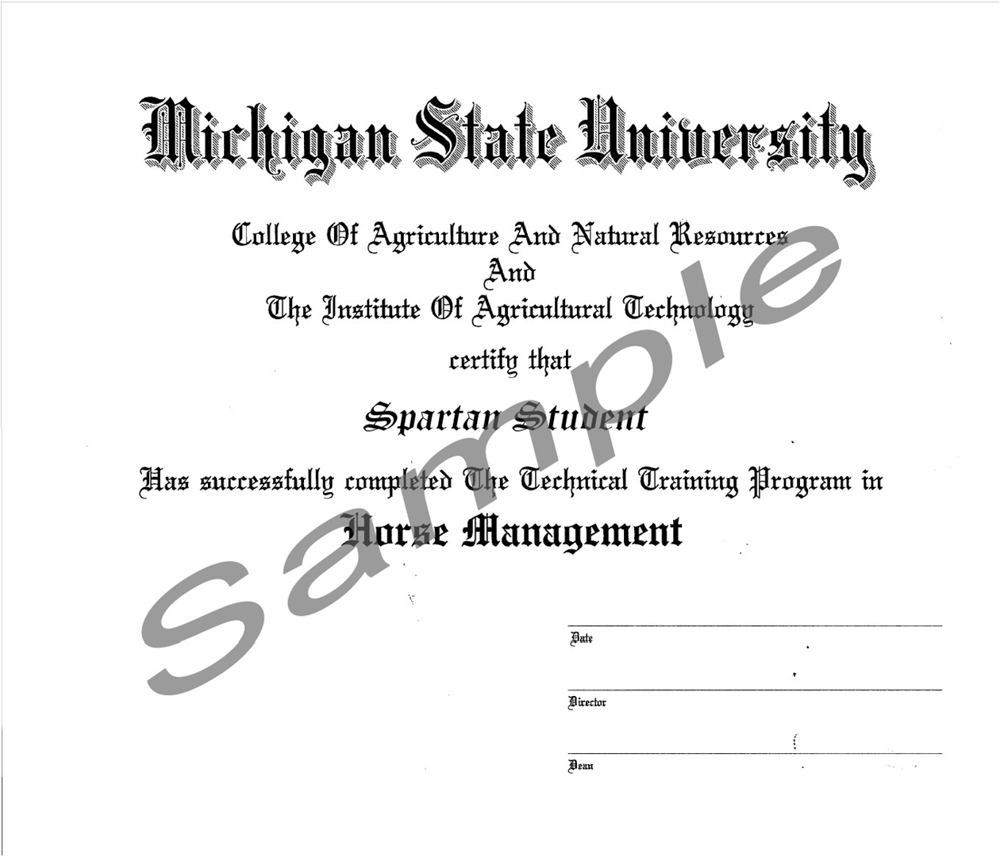 Michigan State University
College Of Agriculture And Natural Resources
And
The Institute Of Agricultural Technology
certify that
Spartan Student
Has successfully completed The Technical Training Program in
Horse Management
Sample
Date
Director
Dean